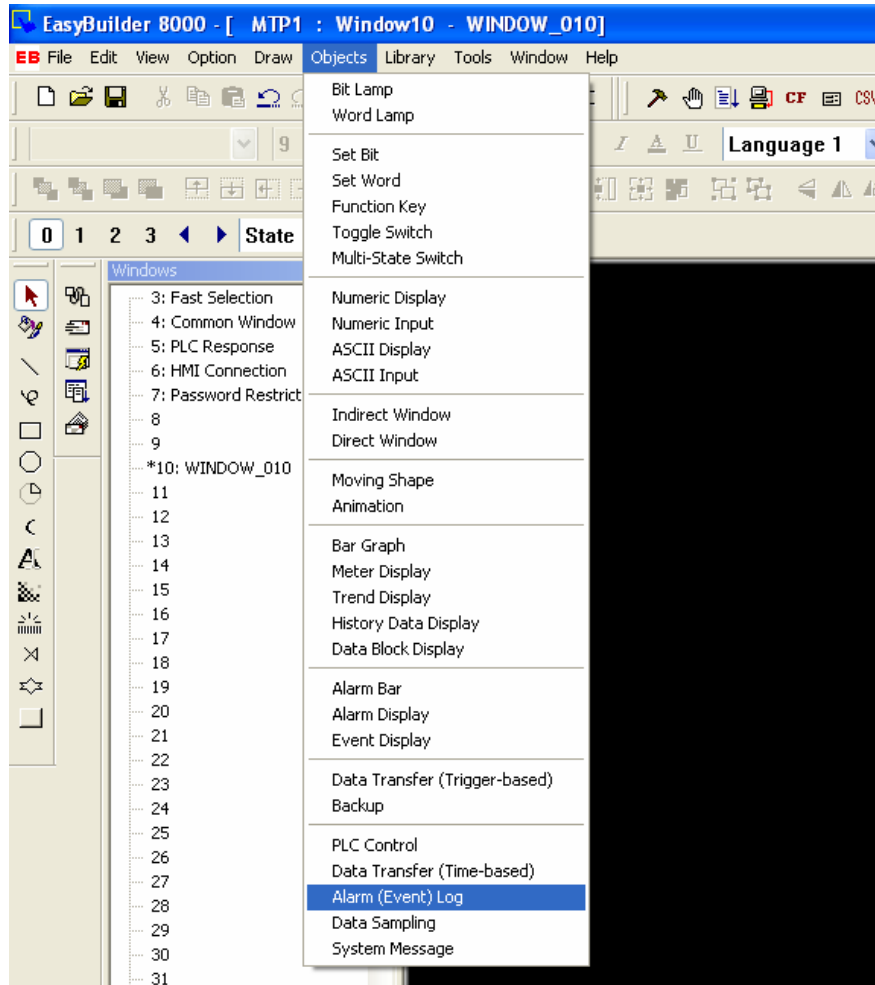 EasyBuilder 8000 - [ MTP1 : Window10 - WINDOW_010]
EB File Edit View Option Draw Objects Library Tools Window Help
CF CSV
9 I A U Language 1
0 1 2 3 State
Windows
3: Fast Selection
4: Common Window
5: PLC Response
6: HMI Connection
7: Password Restrict
8
9
*10: WINDOW_010
11
12
13
14
15
16
17
18
19
20
21
22
23
24
25
26
27
28
29
30
31
Bit Lamp
Word Lamp
Set Bit
Set Word
Function Key
Toggle Switch
Multi-State Switch
Numeric Display
Numeric Input
ASCII Display
ASCII Input
Indirect Window
Direct Window
Moving Shape
Animation
Bar Graph
Meter Display
Trend Display
History Data Display
Data Block Display
Alarm Bar
Alarm Display
Event Display
Data Transfer (Trigger-based)
Backup
PLC Control
Data Transfer (Time-based)
Alarm (Event) Log
Data Sampling
System Message